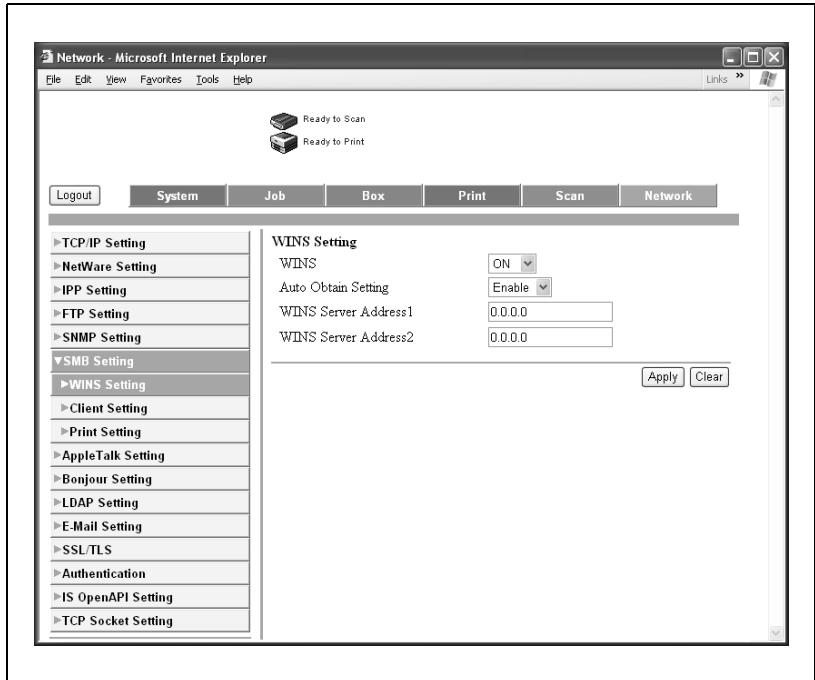 Network - Microsoft Internet Explorer
File Edit View Favorites Tools Help Links »
Ready to Scan
Ready to Print
Logout System Job Box Print Scan Network
TCP/IP Setting
NetWare Setting
IPP Setting
FTP Setting
SNMP Setting
SMB Setting
WINS Setting
Client Setting
Print Setting
AppleTalk Setting
Bonjour Setting
LDAP Setting
E-Mail Setting
SSL/TLS
Authentication
IS OpenAPI Setting
TCP Socket Setting
WINS Setting
WINS ON
Auto Obtain Setting Enable
WINS Server Address1 0.0.0.0
WINS Server Address2 0.0.0.0
Apply Clear